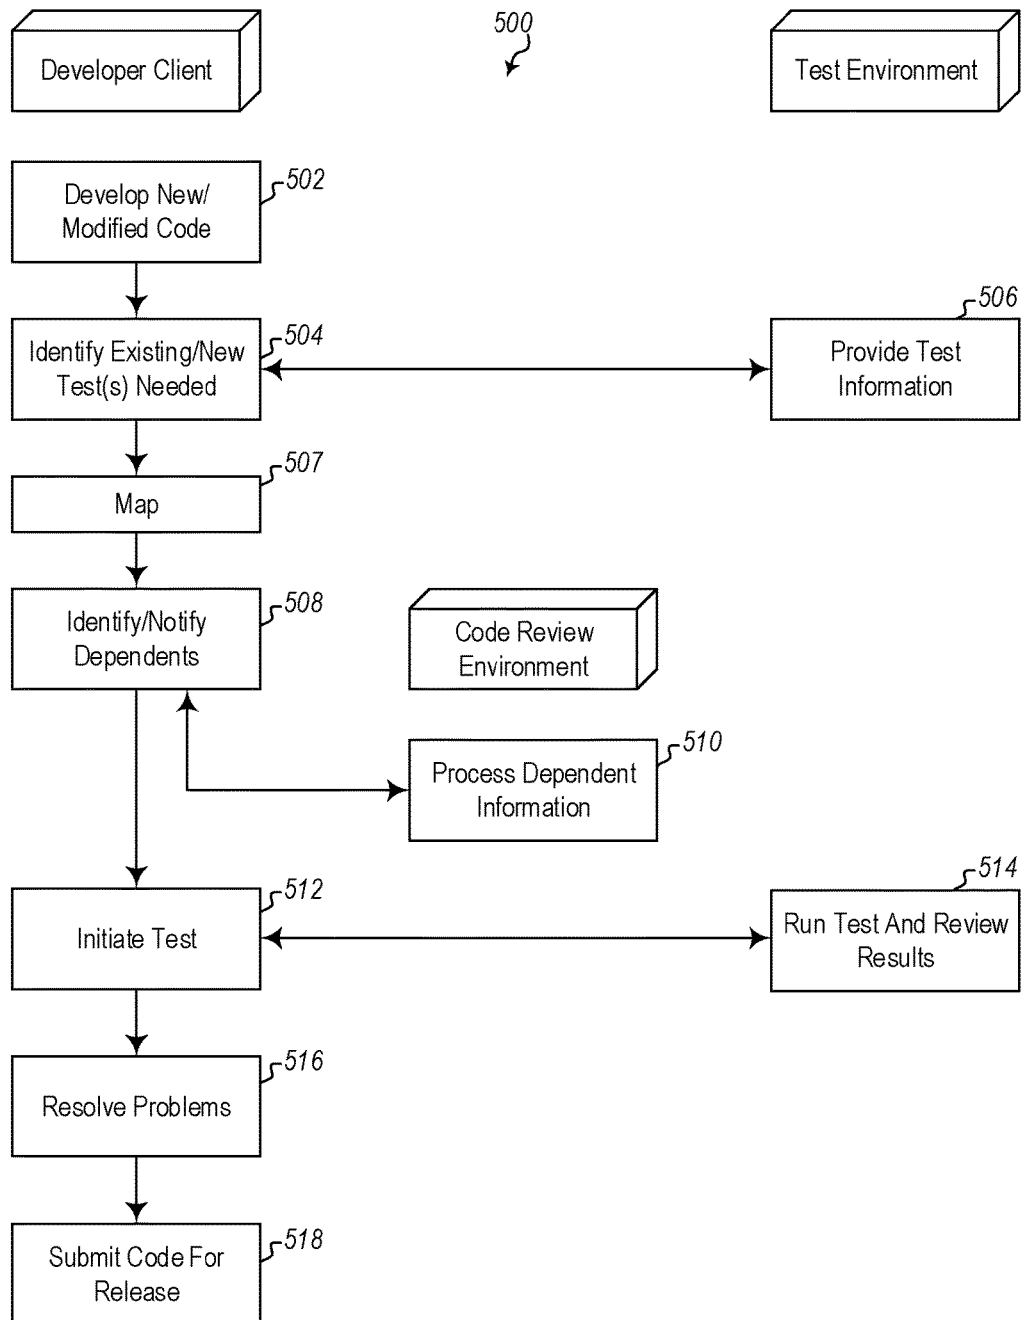 500
Developer Client
Test Environment
502
Develop New/
Modified Code
506
504
Identify Existing/New
Test(s) Needed
Provide Test
Information
507
Map
508
Identify/Notify
Dependents
Code Review
Environment
510
Process Dependent
Information
514
512
Initiate Test
Run Test And Review
Results
516
Resolve Problems
518
Submit Code For
Release